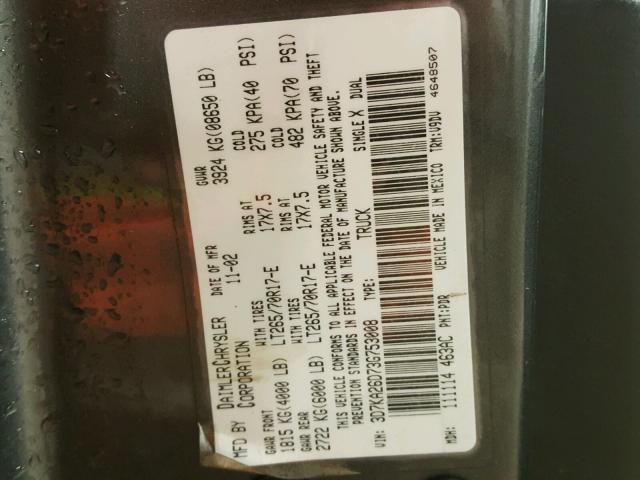 MFD BY DAIMLERCHRYSLER CORPORATION DATE OF MFR 11-02 GVWR 3924 KG(08650 LB)
GAWR FRONT WITH TIRES RIMS AT COLD
1815 KG(4000 LB) LT265/70R17-E 17X7.5 275 KPA(40 PSI)
GAWR REAR WITH TIRES RIMS AT COLD
2722 KG(6000 LB) LT265/70R17-E 17X7.5 482 KPA(70 PSI)
THIS VEHICLE CONFORMS TO ALL APPLICABLE FEDERAL MOTOR VEHICLE SAFETY AND THEFT
PREVENTION STANDARDS IN EFFECT ON THE DATE OF MANUFACTURE SHOWN ABOVE.
VIN: 3D7KA26D73G753008 TYPE: TRUCK SINGLE X DUAL
MDH: 111114 463AC PNT:PDR VEHICLE MADE IN MEXICO TRM:V9DV 4648507